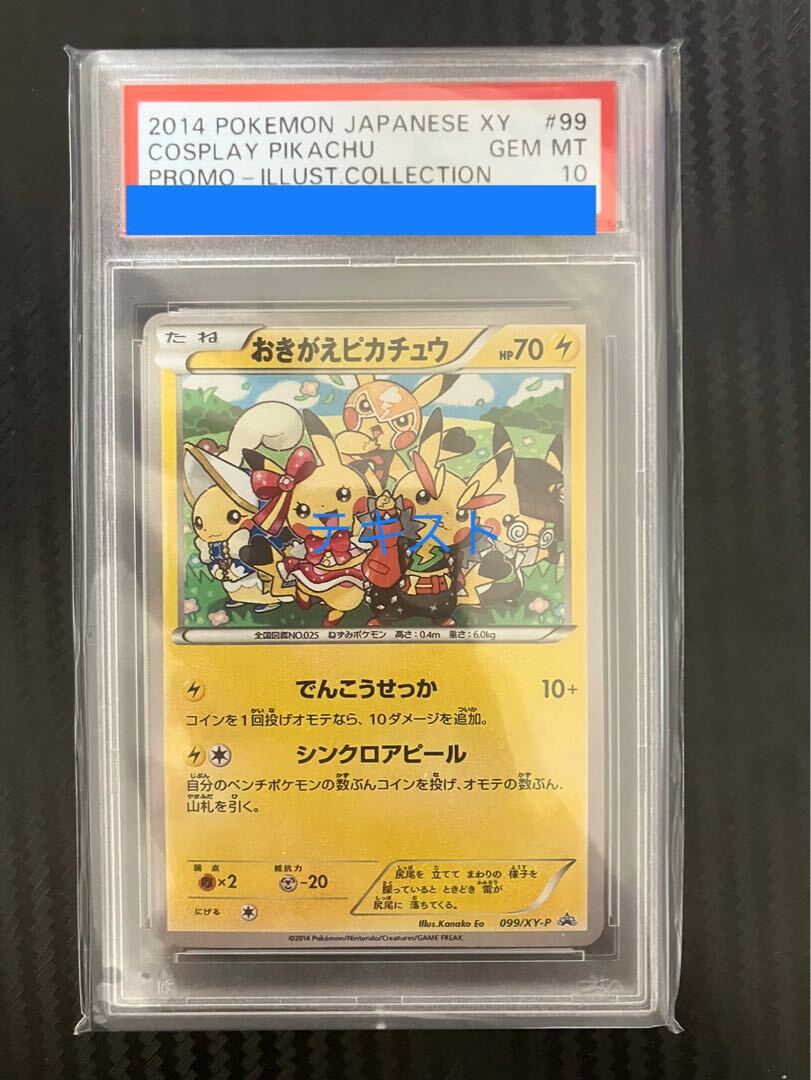 2014 POKEMON JAPANESE XY #99
COSPLAY PIKACHU GEM MT
PROMO-ILLUST.COLLECTION 10
たね おきがえピカチュウ HP70
テキスト
全国図鑑NO.025 ねずみポケモン 高さ:0.4m 重さ:6.0kg
でんこうせっか 10+
コインを1回投げオモテなら、10ダメージを追加。
シンクロアピール
自分のベンチポケモンの数ぶんコインを投げ、オモテの数ぶん、
山札を引く。
弱点 ×2 抵抗力 -20
にげる
尻尾を 立てて まわりの 様子を
探っていると ときどき 雷が
尻尾に 落ちてくる。
Illus.Kanako Eo 099/XY-P
©2014 Pokémon/Nintendo/Creatures/GAME FREAK.